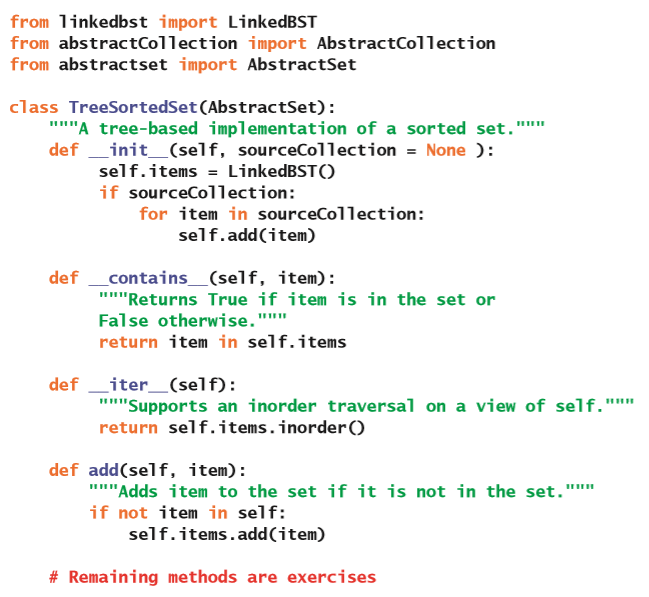 from linkedbst import LinkedBST
from abstractCollection import AbstractCollection
from abstractset import AbstractSet

class TreeSortedSet(AbstractSet):
    """A tree-based implementation of a sorted set."""
    def __init__(self, sourceCollection = None ):
         self.items = LinkedBST()
         if sourceCollection:
             for item in sourceCollection:
                 self.add(item)

    def __contains__(self, item):
         """Returns True if item is in the set or
         False otherwise."""
         return item in self.items

    def __iter__(self):
         """Supports an inorder traversal on a view of self."""
         return self.items.inorder()

    def add(self, item):
        """Adds item to the set if it is not in the set."""
        if not item in self:
            self.items.add(item)

    # Remaining methods are exercises